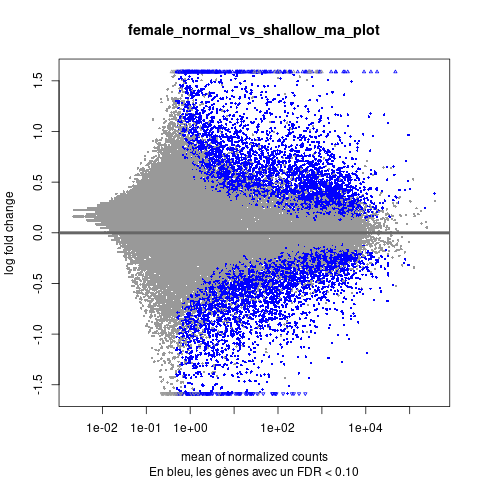 female_normal_vs_shallow_ma_plot
log fold change
1.5
1.0
0.5
0.0
-0.5
-1.0
-1.5
1e-02 1e-01 1e+00 1e+02 1e+04
mean of normalized counts
En bleu, les gènes avec un FDR < 0.10